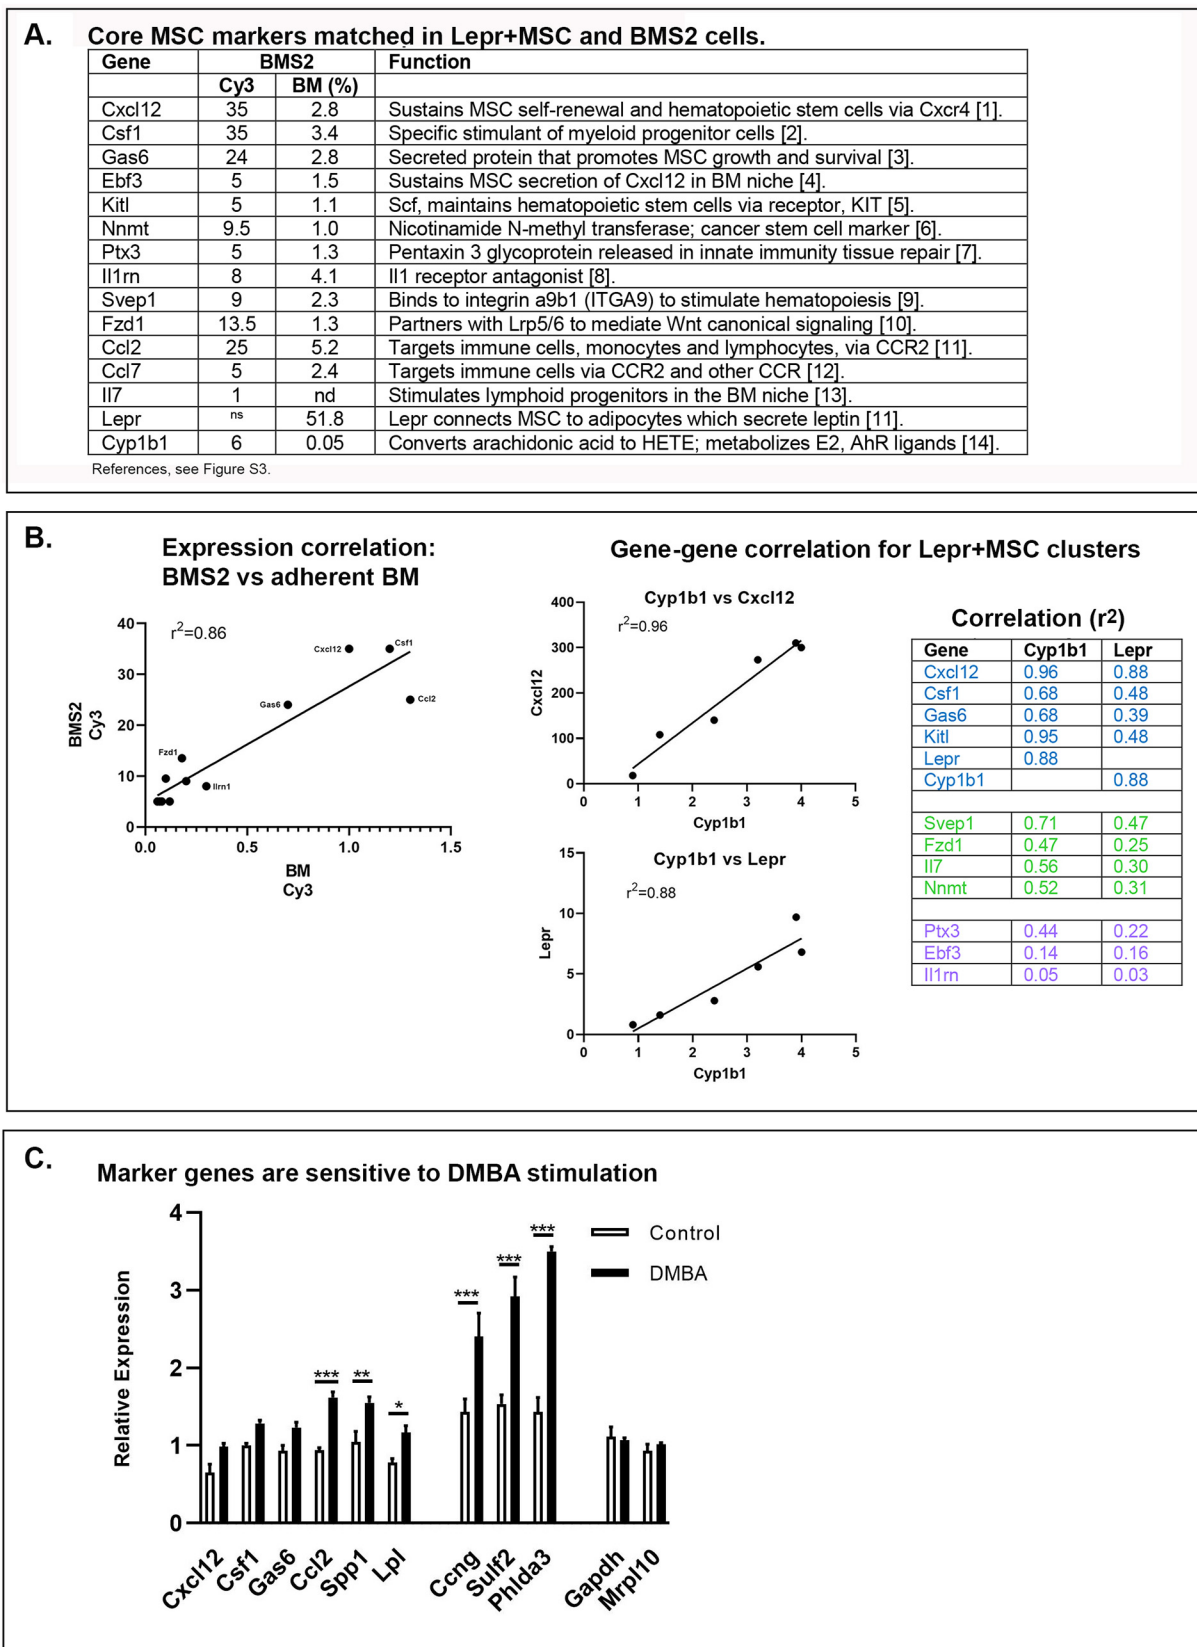 A.
Core MSC markers matched in Lepr+MSC and BMS2 cells.
Gene BMS2 Function
Cy3 BM (%)
Cxcl12 35 2.8 Sustains MSC self-renewal and hematopoietic stem cells via Cxcr4 [1].
Csf1 35 3.4 Specific stimulant of myeloid progenitor cells [2].
Gas6 24 2.8 Secreted protein that promotes MSC growth and survival [3].
Ebf3 5 1.5 Sustains MSC secretion of Cxcl12 in BM niche [4].
Kitl 5 1.1 Scf, maintains hematopoietic stem cells via receptor, KIT [5].
Nnmt 9.5 1.0 Nicotinamide N-methyl transferase; cancer stem cell marker [6].
Ptx3 5 1.3 Pentaxin 3 glycoprotein released in innate immunity tissue repair [7].
Il1rn 8 4.1 Il1 receptor antagonist [8].
Svep1 9 2.3 Binds to integrin a9b1 (ITGA9) to stimulate hematopoiesis [9].
Fzd1 13.5 1.3 Partners with Lrp5/6 to mediate Wnt canonical signaling [10].
Ccl2 25 5.2 Targets immune cells, monocytes and lymphocytes, via CCR2 [11].
Ccl7 5 2.4 Targets immune cells via CCR2 and other CCR [12].
Il7 1 nd Stimulates lymphoid progenitors in the BM niche [13].
Lepr ns 51.8 Lepr connects MSC to adipocytes which secrete leptin [11].
Cyp1b1 6 0.05 Converts arachidonic acid to HETE; metabolizes E2, AhR ligands [14].
References, see Figure S3.
B.
Expression correlation:
BMS2 vs adherent BM
r2=0.86
40
30
20
10
0
BMS2
Cy3
Cxcl12
Csf1
Gas6
Ccl2
Fzd1
Ilrn1
0.0 0.5 1.0 1.5
BM
Cy3
Gene-gene correlation for Lepr+MSC clusters
Cyp1b1 vs Cxcl12
r2=0.96
400
300
200
100
0
Cxcl12
0 1 2 3 4 5
Cyp1b1
Cyp1b1 vs Lepr
r2=0.88
15
10
5
0
Lepr
0 1 2 3 4 5
Cyp1b1
Correlation (r2)
Gene Cyp1b1 Lepr
Cxcl12 0.96 0.88
Csf1 0.68 0.48
Gas6 0.68 0.39
Kitl 0.95 0.48
Lepr 0.88
Cyp1b1 0.88
Svep1 0.71 0.47
Fzd1 0.47 0.25
Il7 0.56 0.30
Nnmt 0.52 0.31
Ptx3 0.44 0.22
Ebf3 0.14 0.16
Il1rn 0.05 0.03
C.
Marker genes are sensitive to DMBA stimulation
4
3
2
1
0
Relative Expression
*** ** * *** *** ***
Control
DMBA
Cxcl12 Csf1 Gas6 Ccl2 Spp1 Lpl Ccng Sulf2 Phlda3 Gapdh Mrpl10